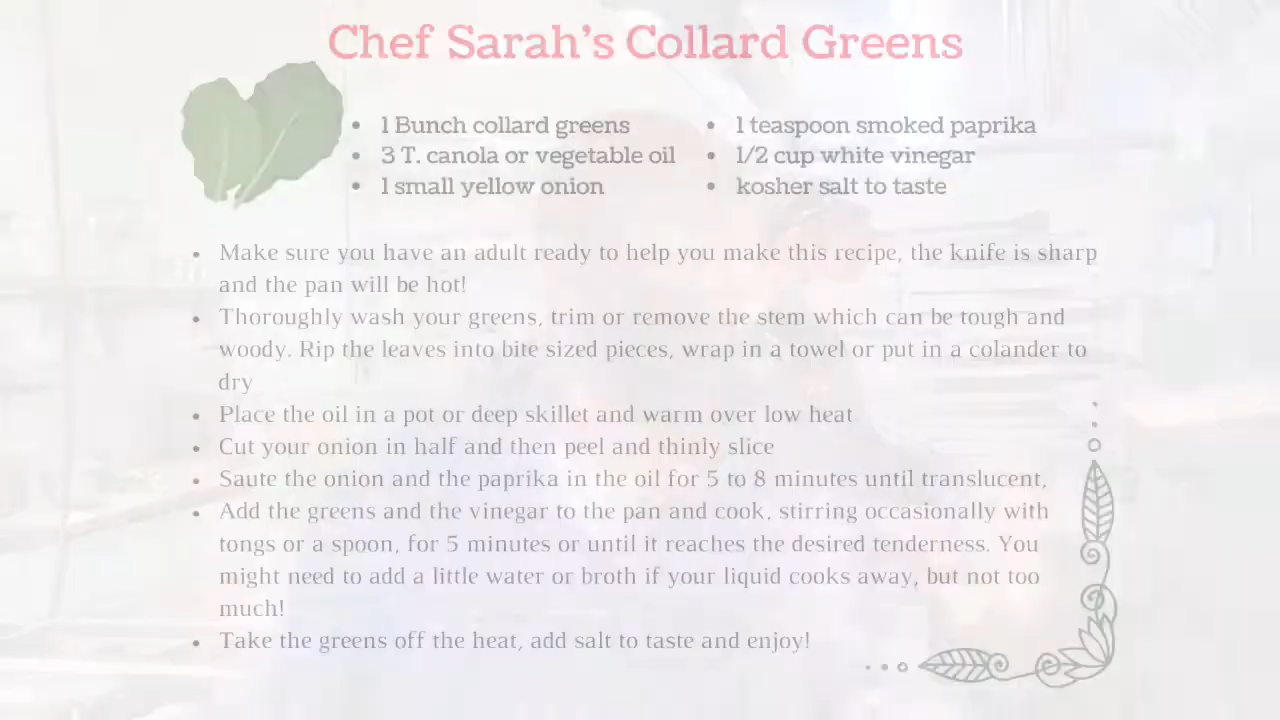 Chef Sarah's Collard Greens
• 1 Bunch collard greens
• 3 T. canola or vegetable oil
• 1 small yellow onion
• 1 teaspoon smoked paprika
• 1/2 cup white vinegar
• kosher salt to taste
• Make sure you have an adult ready to help you make this recipe, the knife is sharp
and the pan will be hot!
• Thoroughly wash your greens, trim or remove the stem which can be tough and
woody. Rip the leaves into bite sized pieces, wrap in a towel or put in a colander to
dry
• Place the oil in a pot or deep skillet and warm over low heat
• Cut your onion in half and then peel and thinly slice
• Saute the onion and the paprika in the oil for 5 to 8 minutes until translucent,
• Add the greens and the vinegar to the pan and cook, stirring occasionally with
tongs or a spoon, for 5 minutes or until it reaches the desired tenderness. You
might need to add a little water or broth if your liquid cooks away, but not too
much!
• Take the greens off the heat, add salt to taste and enjoy!